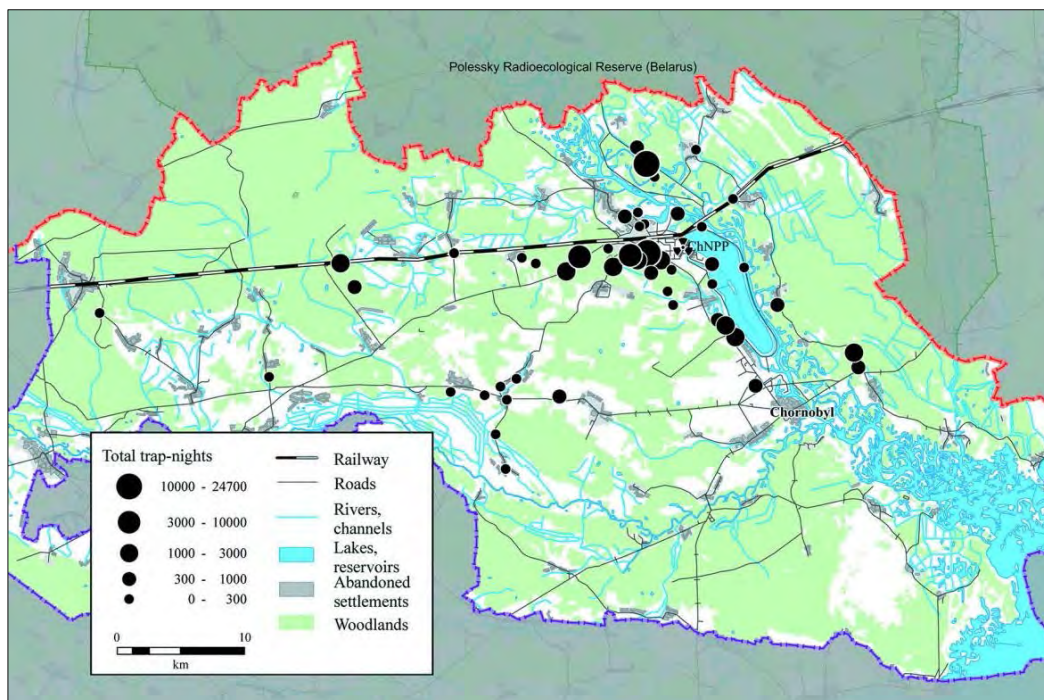 Polessky Radioecological Reserve (Belarus)
ChNPP
Chornobyl
Total trap-nights
10000 - 24700
3000 - 10000
1000 - 3000
300 - 1000
0 - 300
0 10
km
Railway
Roads
Rivers,
channels
Lakes,
reservoirs
Abandoned
settlements
Woodlands